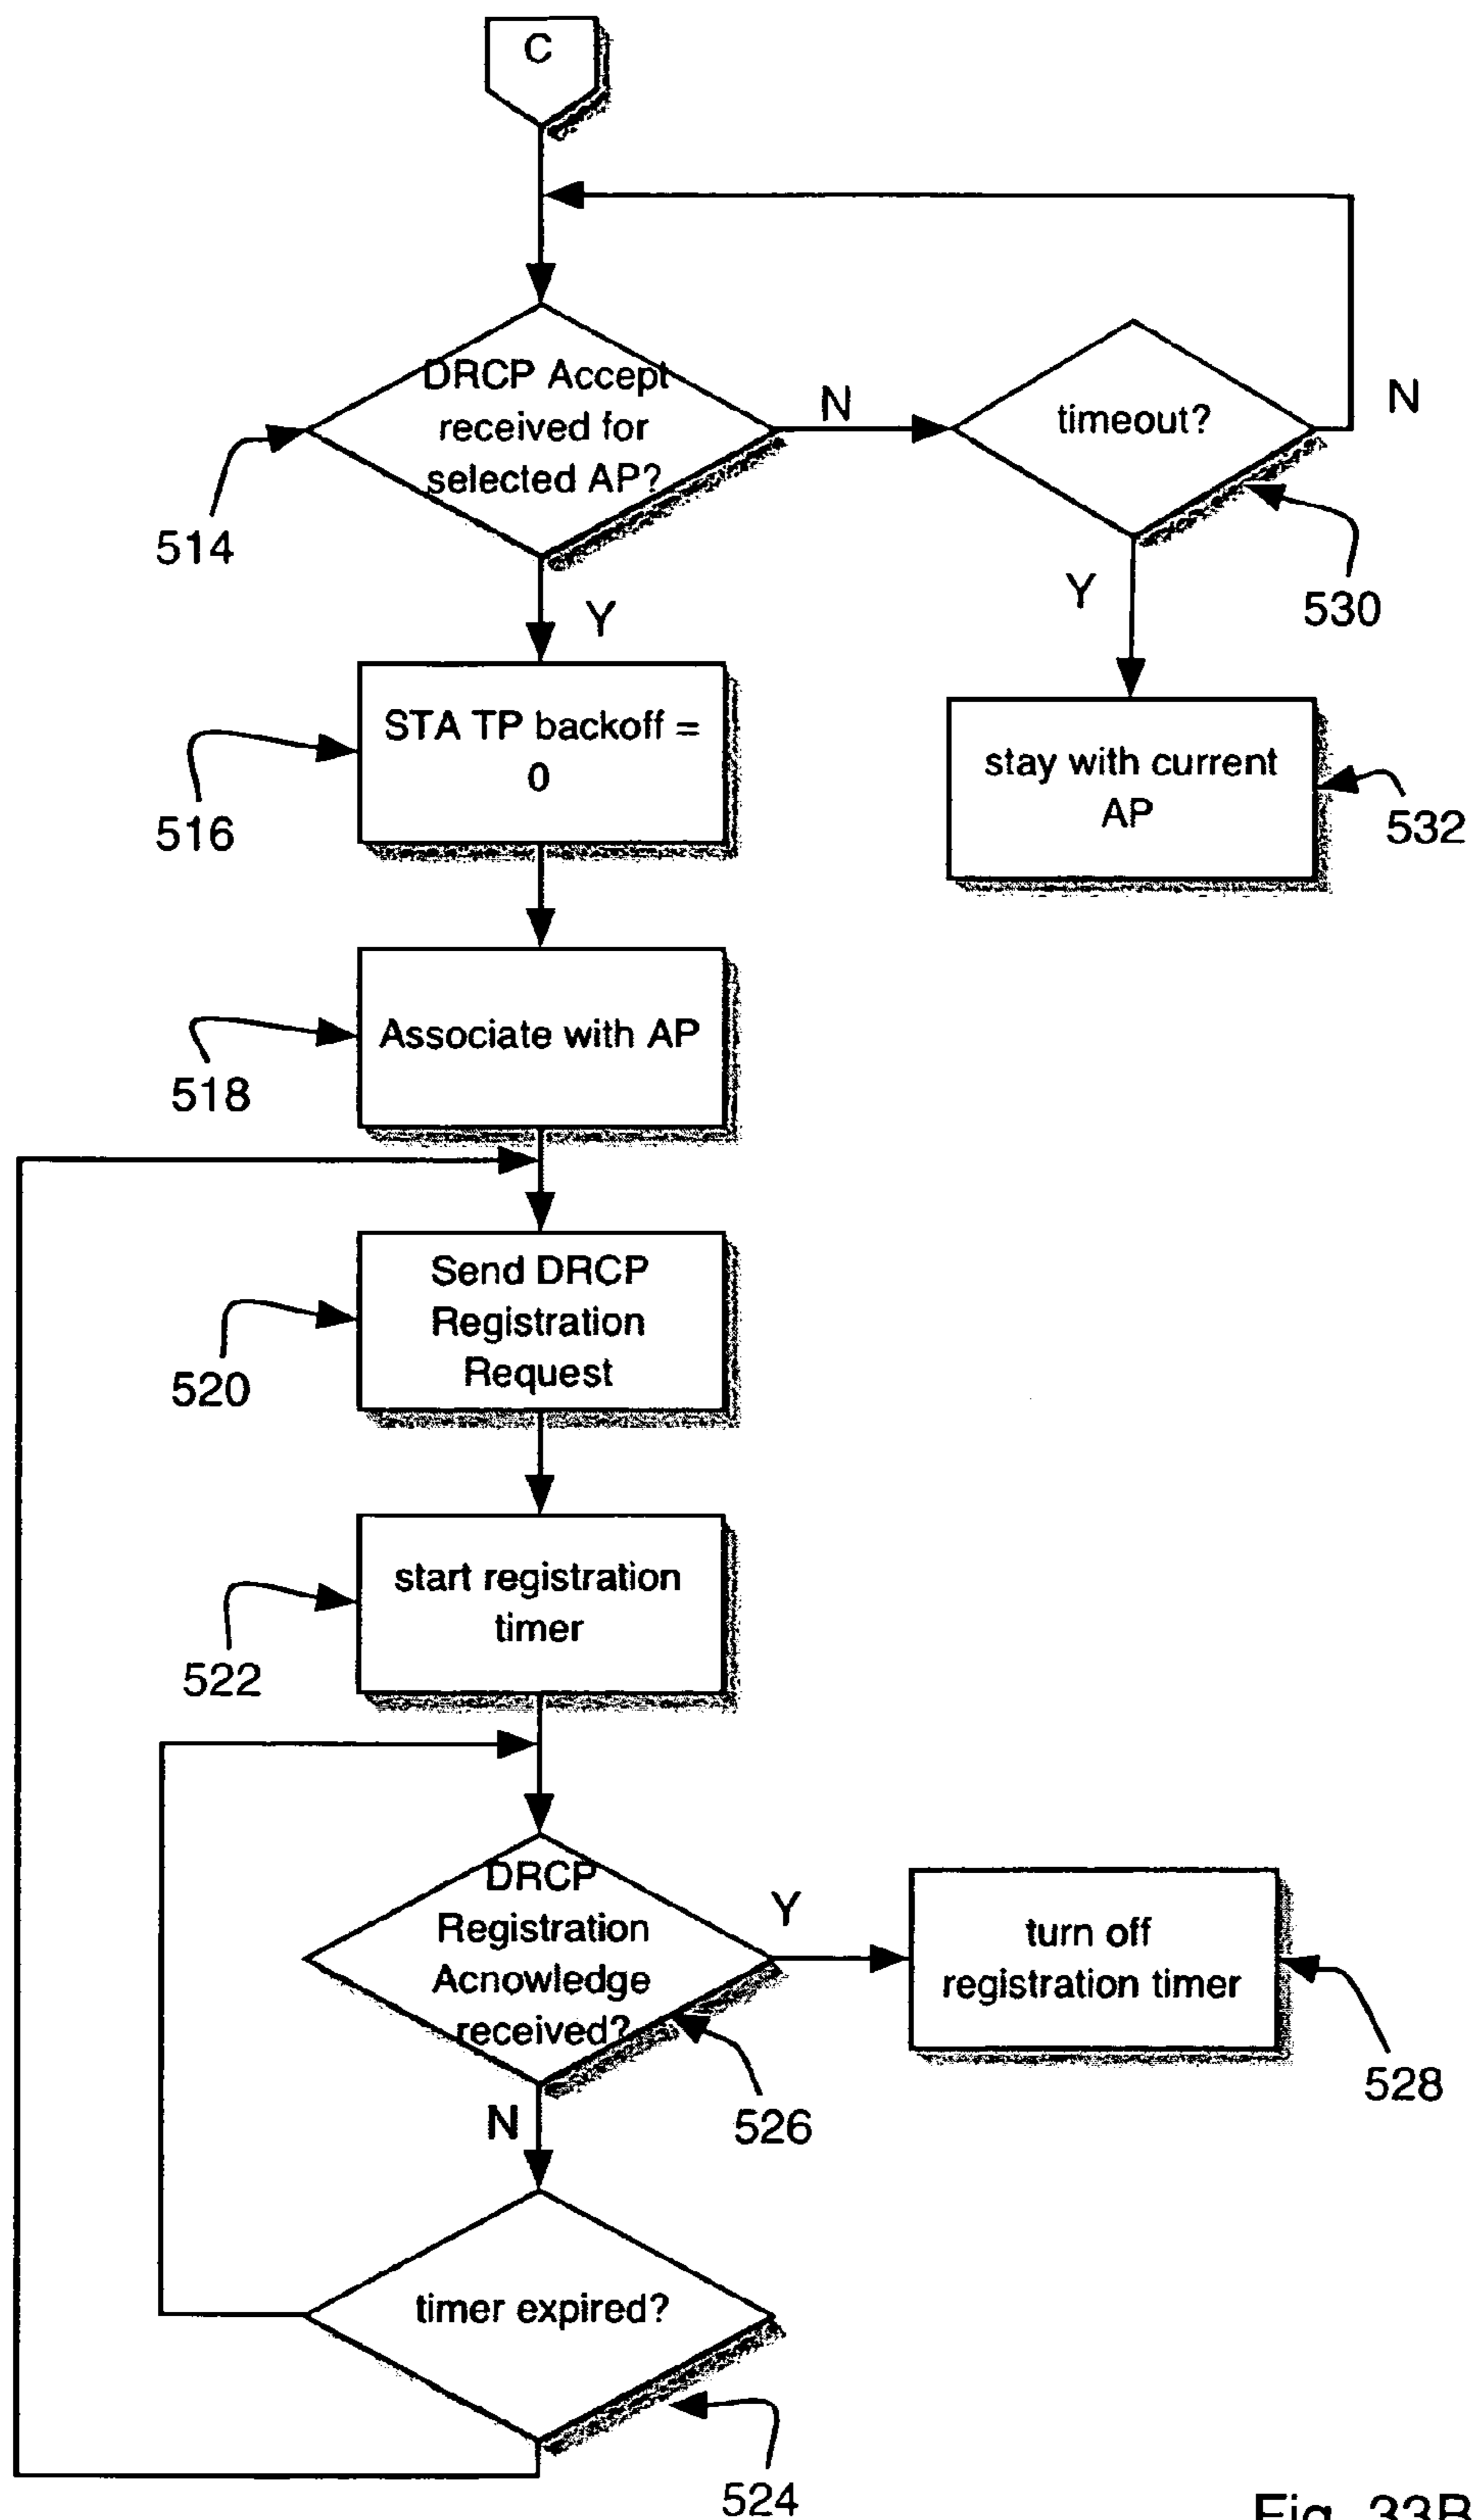 C
DRCP Accept
received for
selected AP?
N
timeout?
N
514
Y
Y
530
STA TP backoff =
0
516
stay with current
AP
532
Associate with AP
518
Send DRCP
Registration
Request
520
start registration
timer
522
DRCP
Registration
Acnowledge
received?
Y
turn off
registration timer
526
528
N
timer expired?
524
Fig. 33B